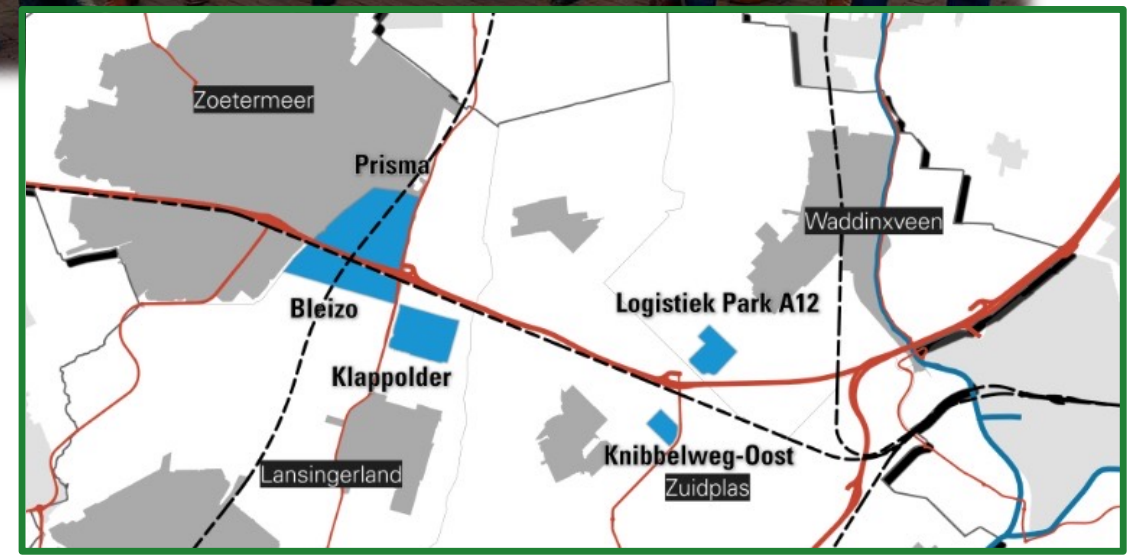 Zoetermeer
Prisma
Waddinxveen
Bleizo
Logistiek Park A12
Klappolder
Knibbelweg-Oost
Lansingerland
Zuidplas